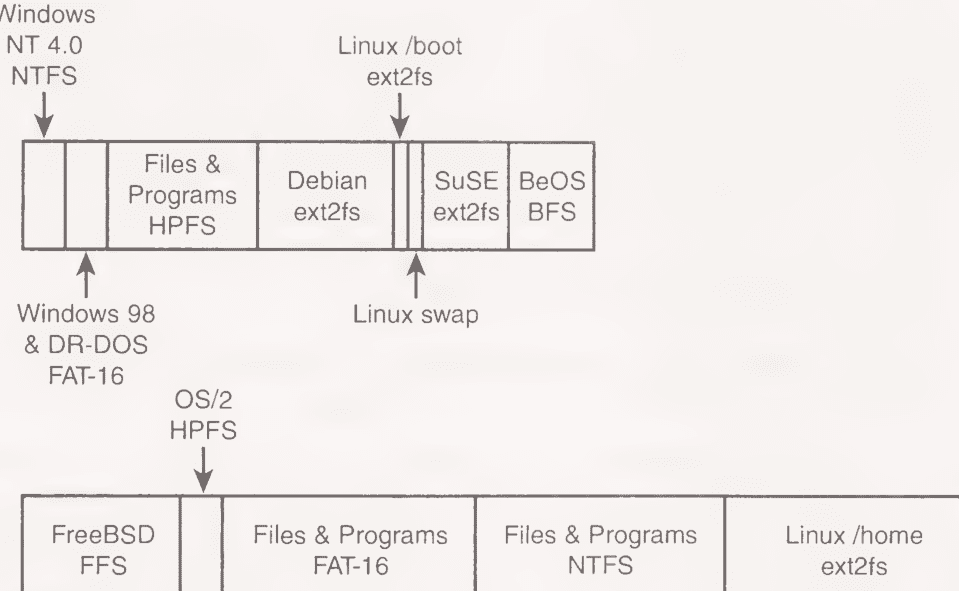 Windows
NT 4.0
NTFS
Linux /boot
ext2fs
Files &
Programs
HPFS
Debian
ext2fs
SuSE
ext2fs
BeOS
BFS
Windows 98
& DR-DOS
FAT-16
Linux swap
OS/2
HPFS
FreeBSD
FFS
Files & Programs
FAT-16
Files & Programs
NTFS
Linux /home
ext2fs